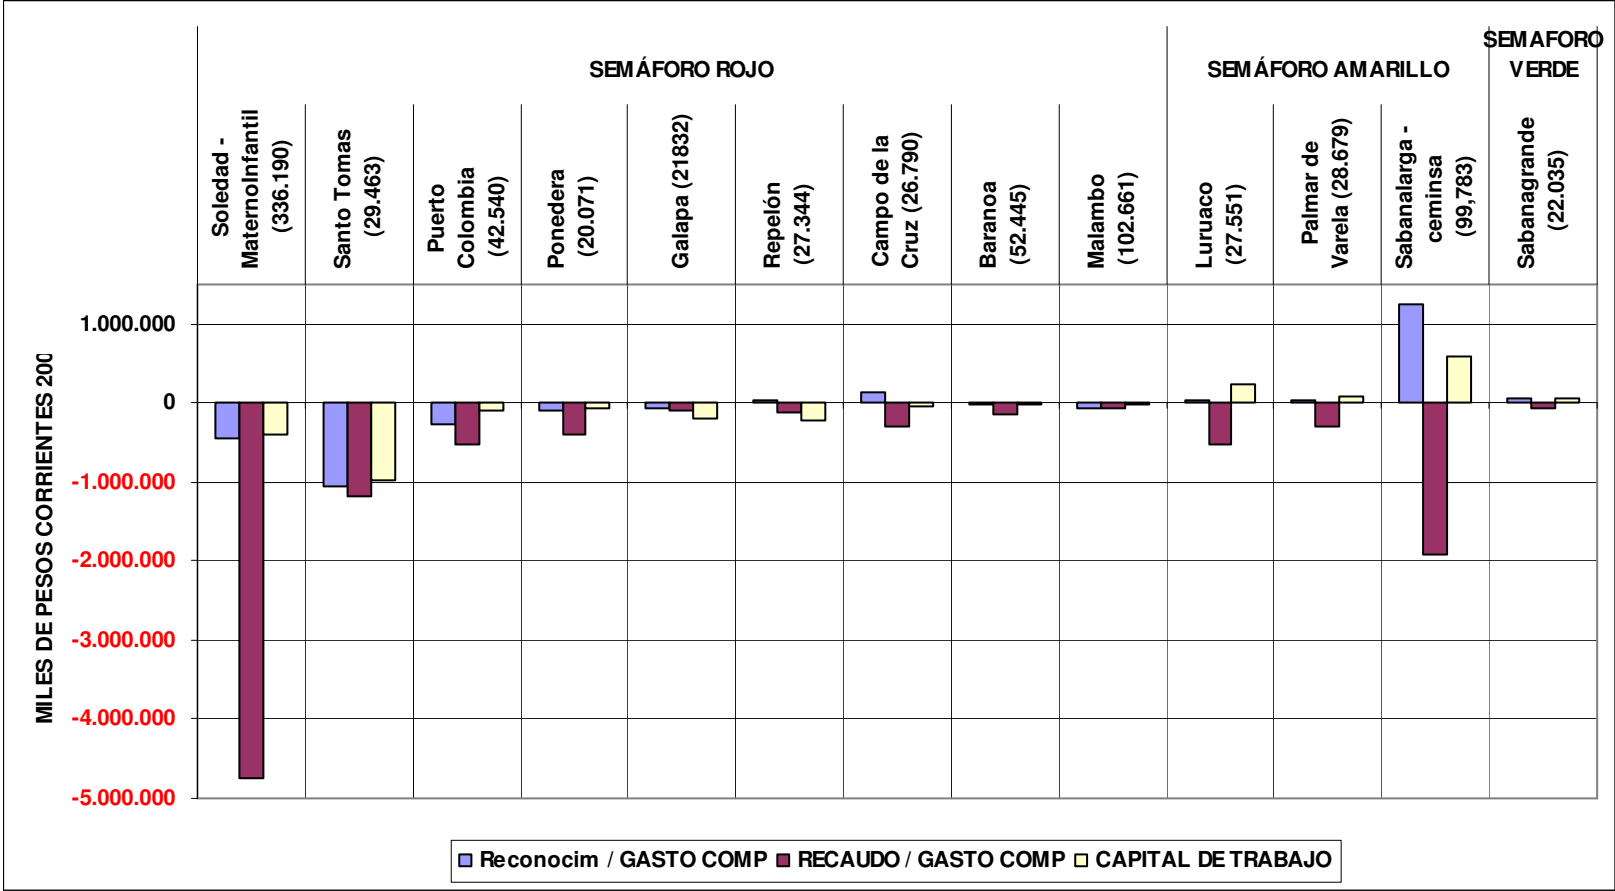 SEMÁFORO ROJO
SEMÁFORO AMARILLO
SEMAFORO
VERDE
Soledad -
MaternoInfantil
(336.190)
Santo Tomas
(29.463)
Puerto
Colombia
(42.540)
Ponedera
(20.071)
Galapa (21832)
Repelón
(27.344)
Campo de la
Cruz (26.790)
Baranoa
(52.445)
Malambo
(102.661)
Luruaco
(27.551)
Palmar de
Varela (28.679)
Sabanalarga -
ceminsa
(99,783)
Sabanagrande
(22.035)
MILES DE PESOS CORRIENTES 200
1.000.000
0
-1.000.000
-2.000.000
-3.000.000
-4.000.000
-5.000.000
Reconocim / GASTO COMP RECAUDO / GASTO COMP CAPITAL DE TRABAJO